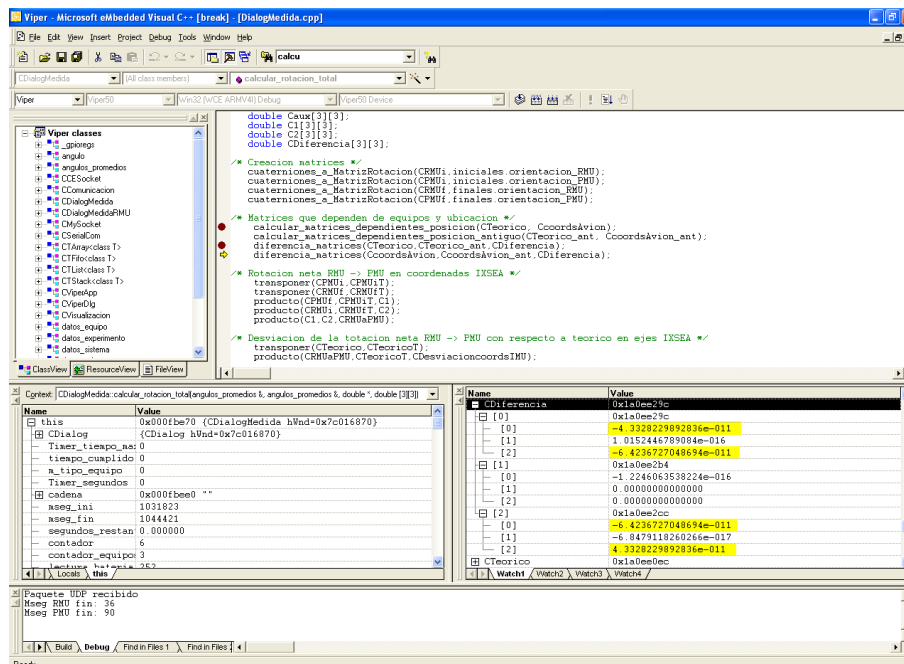 Viper - Microsoft eMbedded Visual C++ [break] - [DialogMedida.cpp]
File Edit View Insert Project Debug Tools Window Help
calcu
CDialogMedida (All class members) calcular_rotacion_total
Viper Viper50 Win32 (WCE ARMV4I) Debug Viper50 Device
Viper classes
_gpioregs
angulo
angulos_promedios
CCESocket
CComunicacion
CDialogMedida
CDialogMedidaRMU
CMySocket
CSerialCom
CTArray<class T>
CTFifo<class T>
CTList<class T>
CTStack<class T>
CViperApp
CViperDlg
CVisualizacion
datos_equipo
datos_experimento
datos_sistema
ClassView ResourceView FileView
double Caux[3][3];
double C1[3][3];
double C2[3][3];
double CDiferencia[3][3];
/* Creacion matrices */
cuaterniones_a_MatrizRotacion(CRMUi,iniciales.orientacion_RMU);
cuaterniones_a_MatrizRotacion(CPMUi,iniciales.orientacion_PMU);
cuaterniones_a_MatrizRotacion(CRMUf,finales.orientacion_RMU);
cuaterniones_a_MatrizRotacion(CPMUf,finales.orientacion_PMU);
/* Matrices que dependen de equipos y ubicacion */
calcular_matrices_dependientes_posicion(CTeorico, CcoordsAvion);
calcular_matrices_dependientes_posicion_antiguo(CTeorico_ant, CcoordsAvion_ant);
diferencia_matrices(CTeorico,CTeorico_ant,CDiferencia);
diferencia_matrices(CcoordsAvion,CcoordsAvion_ant,CDiferencia);
/* Rotacion neta RMU -> PMU en coordenadas IXSEA */
transponer(CPMUi,CPMUiT);
transponer(CRMUf,CRMUfT);
producto(CPMUf,CPMUiT,C1);
producto(CRMUi,CRMUfT,C2);
producto(C1,C2,CRMUaPMU);
/* Desviacion de la totacion neta RMU -> PMU con respecto a teorico en ejes IXSEA */
transponer(CTeorico,CTeoricoT);
producto(CRMUaPMU,CTeoricoT,CDesviacioncoordsIMU);
Context: CDialogMedida::calcular_rotacion_total(angulos_promedios &, angulos_promedios &, double *, double [3][3])
Name Value
this 0x000fbe70 {CDialogMedida hWnd=0x7c016870}
CDialog {CDialog hWnd=0x7c016870}
Timer_tiempo_ma: 0
tiempo_cumplido 0
m_tipo_equipo 0
Timer_segundos 0
cadena 0x000fbee0 ""
mseg_ini 1031823
mseg_fin 1044421
segundos_restan 0.000000
contador 6
contador_equipo: 3
lectura_bateria 252
Locals this
Name Value
CDiferencia 0x1a0ee29c
[0] 0x1a0ee29c
[0] -4.3328229892836e-011
[1] 1.0152446789084e-016
[2] -6.4236727048694e-011
[1] 0x1a0ee2b4
[0] -1.2246063538224e-016
[1] 0.00000000000000
[2] 0.00000000000000
[2] 0x1a0ee2cc
[0] -6.4236727048694e-011
[1] -6.8479118260266e-017
[2] 4.3328229892836e-011
CTeorico 0x1a0ee0ec
Watch1 Watch2 Watch3 Watch4
Paquete UDP recibido
Mseg RMU fin: 36
Mseg PMU fin: 90
Build Debug Find in Files 1 Find in Files
Ready